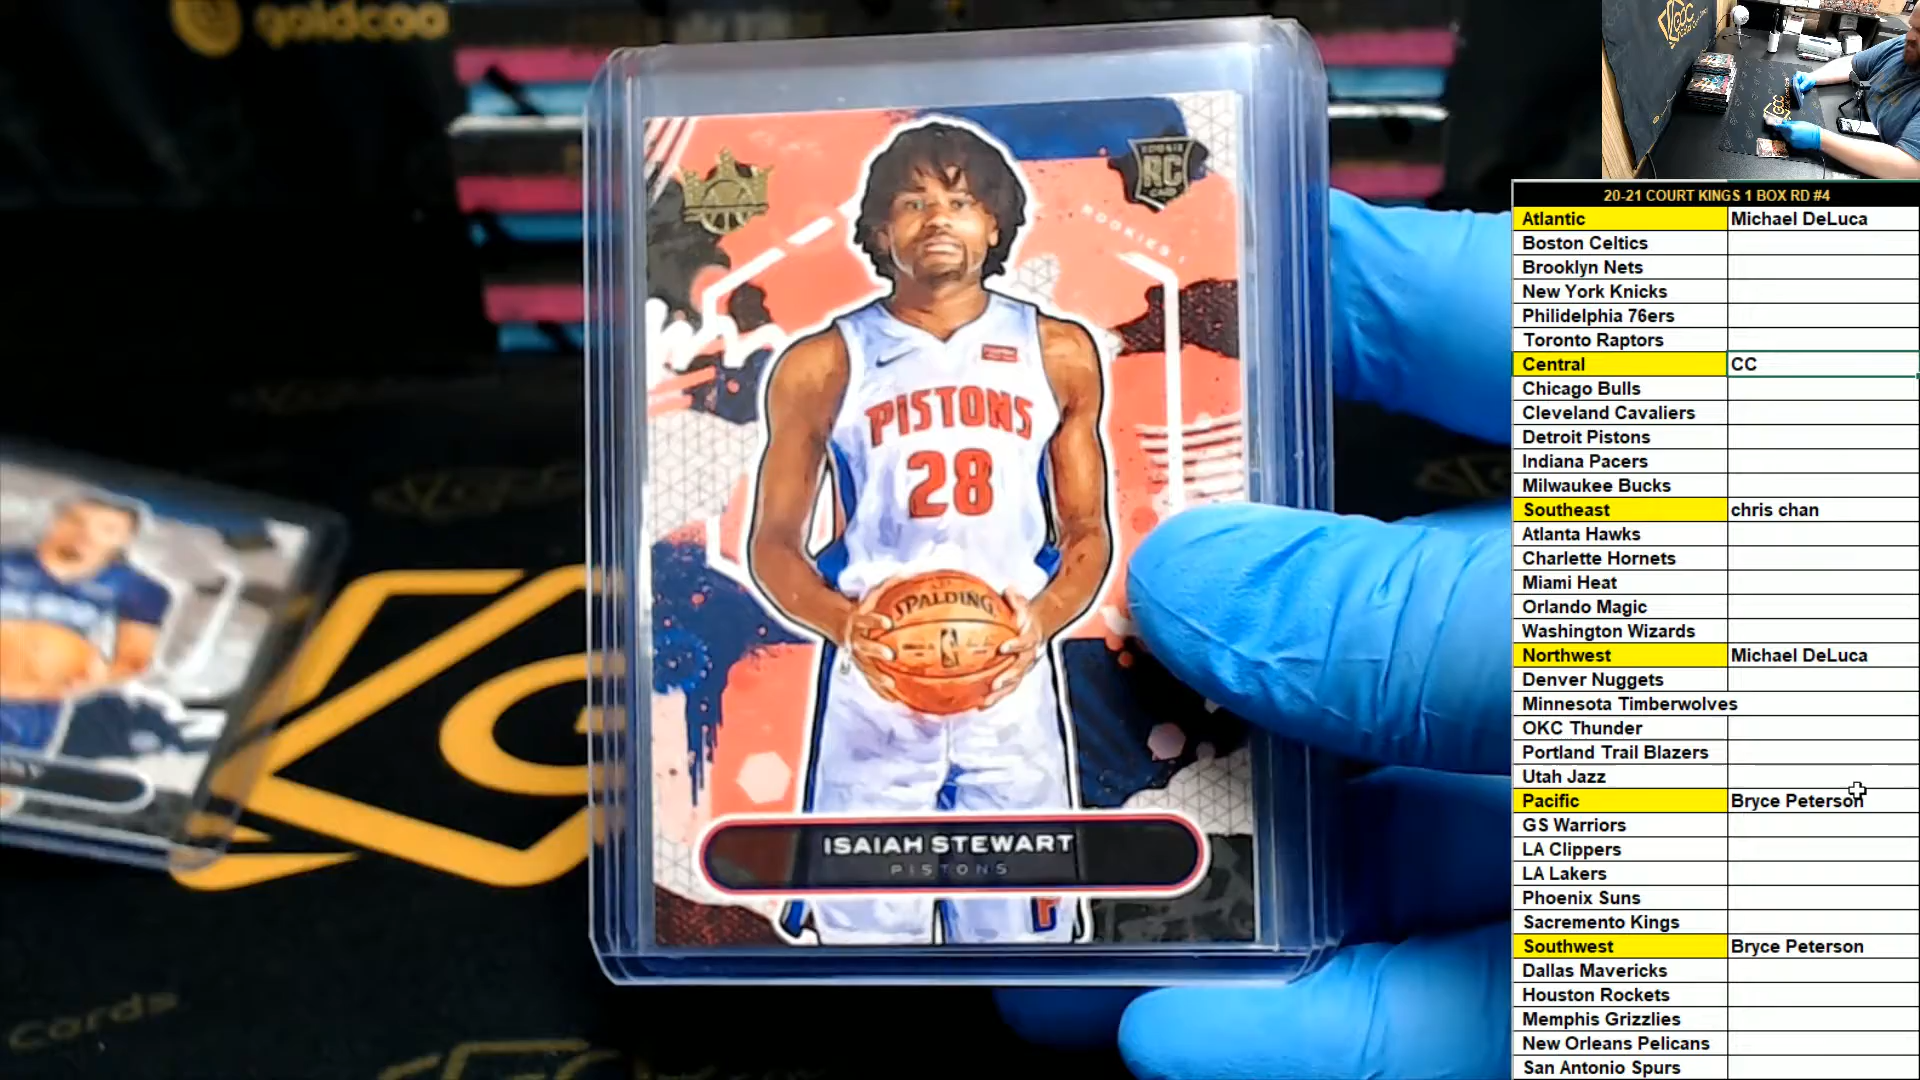 goldcoo
ROOKIE
RC
ROOKIES I
PISTONS
28
SPALDING
ISAIAH STEWART
PISTONS
Cards
GCC
20-21 COURT KINGS 1 BOX RD #4
Atlantic Michael DeLuca
Boston Celtics
Brooklyn Nets
New York Knicks
Philidelphia 76ers
Toronto Raptors
Central CC
Chicago Bulls
Cleveland Cavaliers
Detroit Pistons
Indiana Pacers
Milwaukee Bucks
Southeast chris chan
Atlanta Hawks
Charlette Hornets
Miami Heat
Orlando Magic
Washington Wizards
Northwest Michael DeLuca
Denver Nuggets
Minnesota Timberwolves
OKC Thunder
Portland Trail Blazers
Utah Jazz
Pacific Bryce Peterson
GS Warriors
LA Clippers
LA Lakers
Phoenix Suns
Sacremento Kings
Southwest Bryce Peterson
Dallas Mavericks
Houston Rockets
Memphis Grizzlies
New Orleans Pelicans
San Antonio Spurs